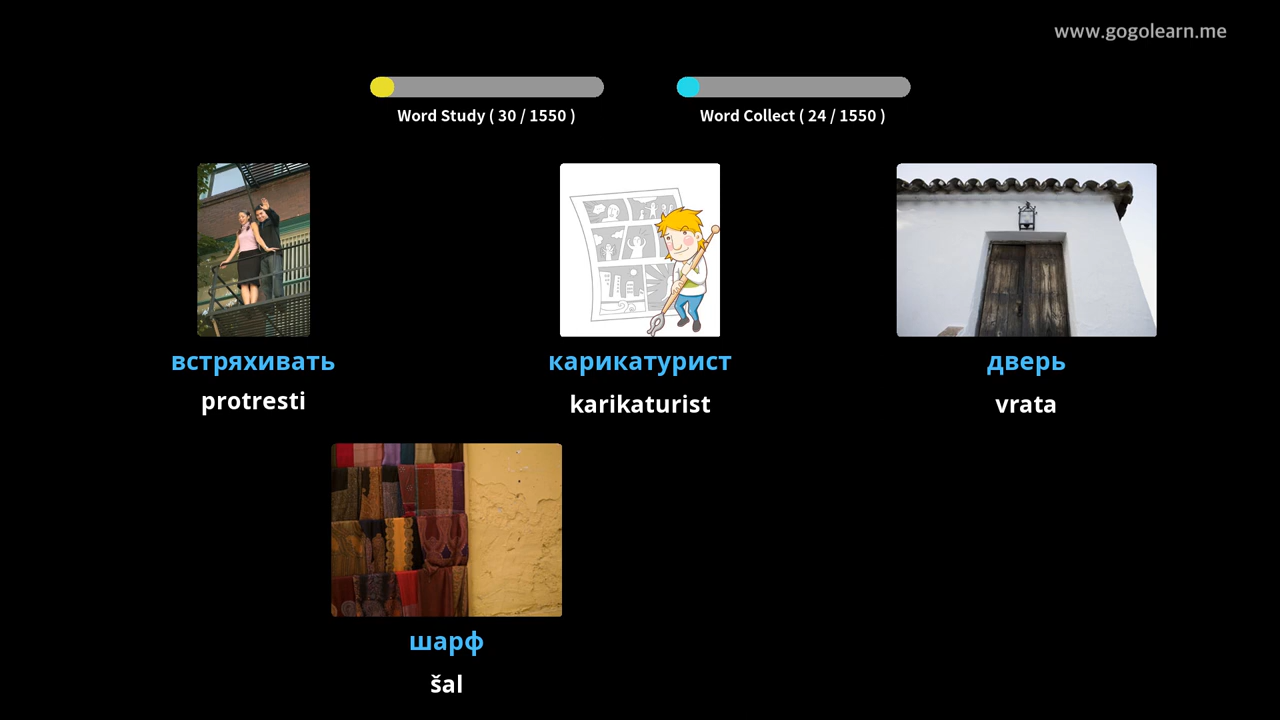 www.gogolearn.me
Word Study ( 30 / 1550 )
Word Collect ( 24 / 1550 )
встряхивать
protresti
карикатурист
karikaturist
дверь
vrata
шарф
šal